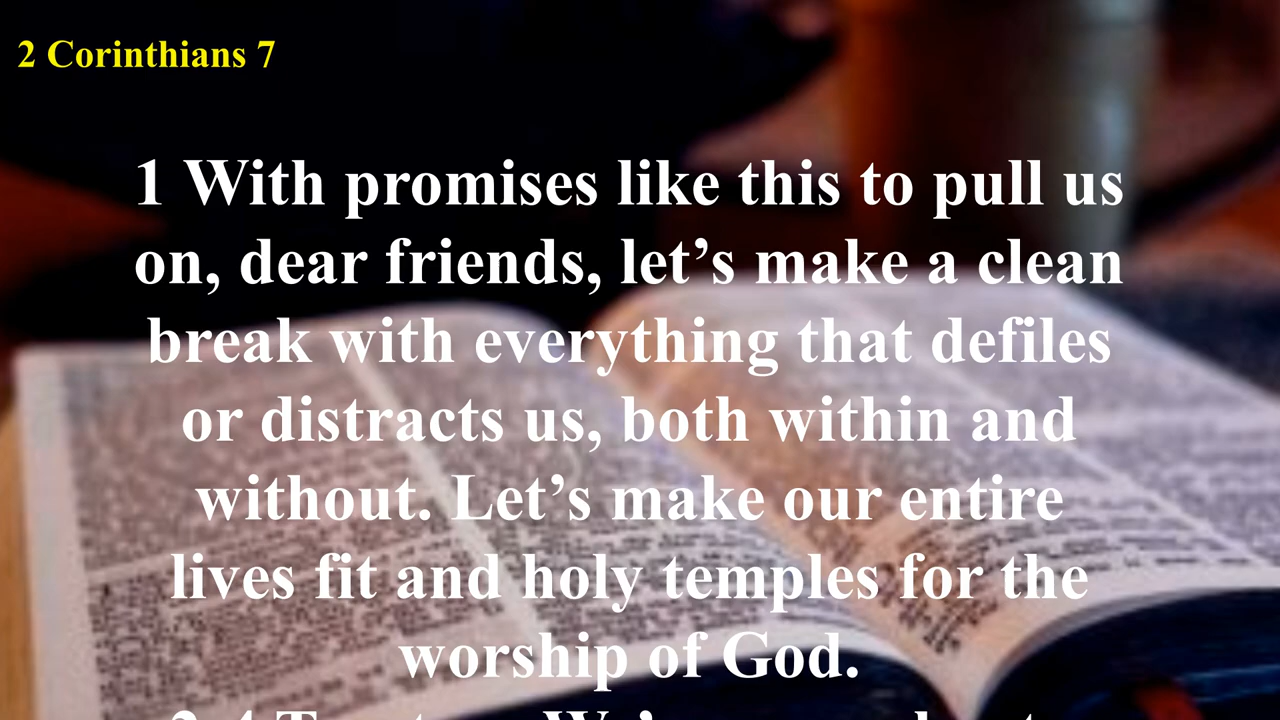 2 Corinthians 7
1 With promises like this to pull us
on, dear friends, let’s make a clean
break with everything that defiles
or distracts us, both within and
without. Let’s make our entire
lives fit and holy temples for the
worship of God.